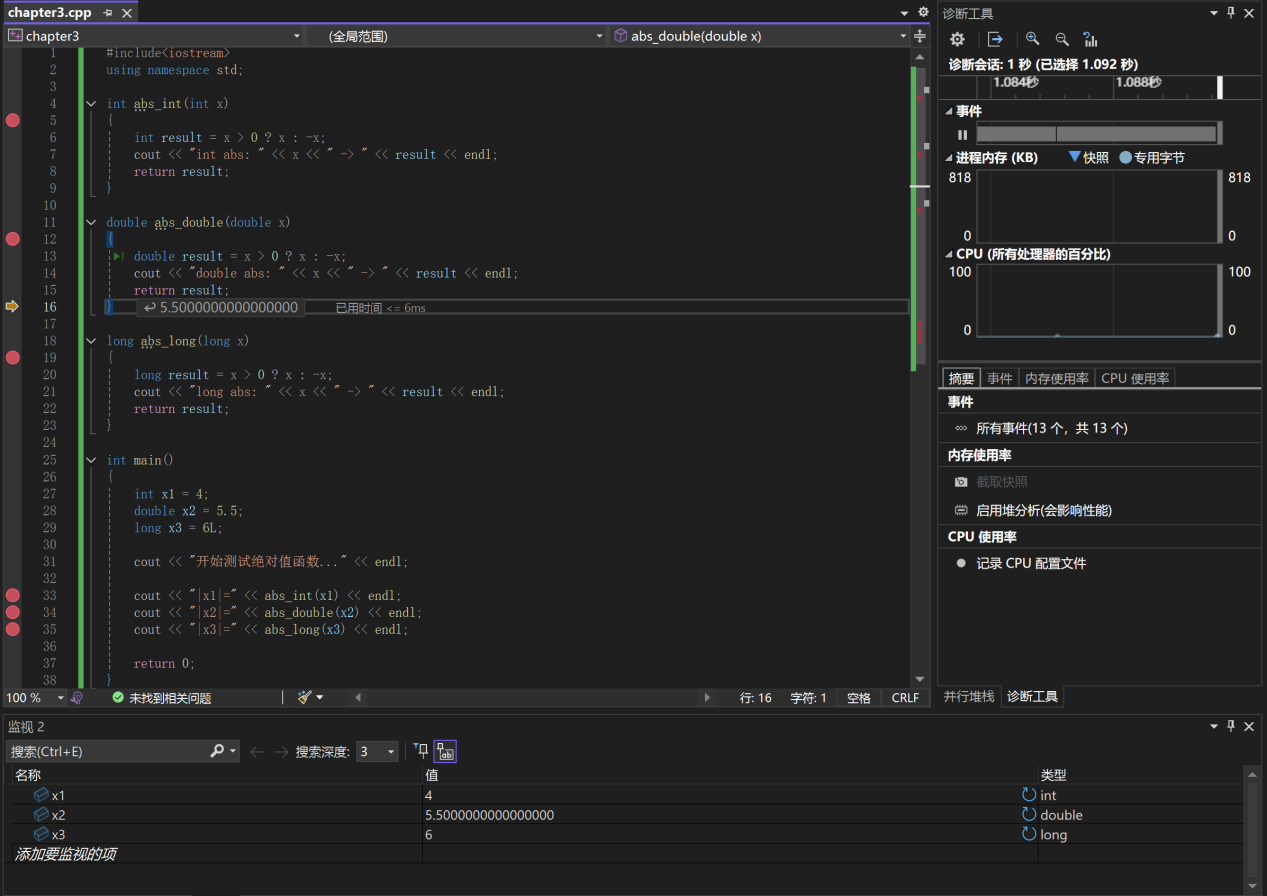 chapter3.cpp
chapter3 (全局范围) abs_double(double x)
1 #include<iostream>
2 using namespace std;
3
4 int abs_int(int x)
5 {
6 int result = x > 0 ? x : -x;
7 cout << "int abs: " << x << " -> " << result << endl;
8 return result;
9 }
10
11 double abs_double(double x)
12 {
13 double result = x > 0 ? x : -x;
14 cout << "double abs: " << x << " -> " << result << endl;
15 return result;
16 } 5.5000000000000000 已用时间 <= 6ms
17
18 long abs_long(long x)
19 {
20 long result = x > 0 ? x : -x;
21 cout << "long abs: " << x << " -> " << result << endl;
22 return result;
23 }
24
25 int main()
26 {
27 int x1 = 4;
28 double x2 = 5.5;
29 long x3 = 6L;
30
31 cout << "开始测试绝对值函数..." << endl;
32
33 cout << "|x1|=" << abs_int(x1) << endl;
34 cout << "|x2|=" << abs_double(x2) << endl;
35 cout << "|x3|=" << abs_long(x3) << endl;
36
37 return 0;
38 }
100 % 未找到相关问题 行: 16 字符: 1 空格 CRLF
诊断工具
诊断会话: 1 秒 (已选择 1.092 秒)
1.084秒 1.088秒
事件
进程内存 (KB) 快照 专用字节
818 818
0 0
CPU (所有处理器的百分比)
100 100
0 0
摘要 事件 内存使用率 CPU 使用率
事件
所有事件(13 个，共 13 个)
内存使用率
截取快照
启用堆分析(会影响性能)
CPU 使用率
记录 CPU 配置文件
并行堆栈 诊断工具
监视 2
搜索(Ctrl+E) 搜索深度: 3
名称 值 类型
x1 4 int
x2 5.5000000000000000 double
x3 6 long
添加要监视的项